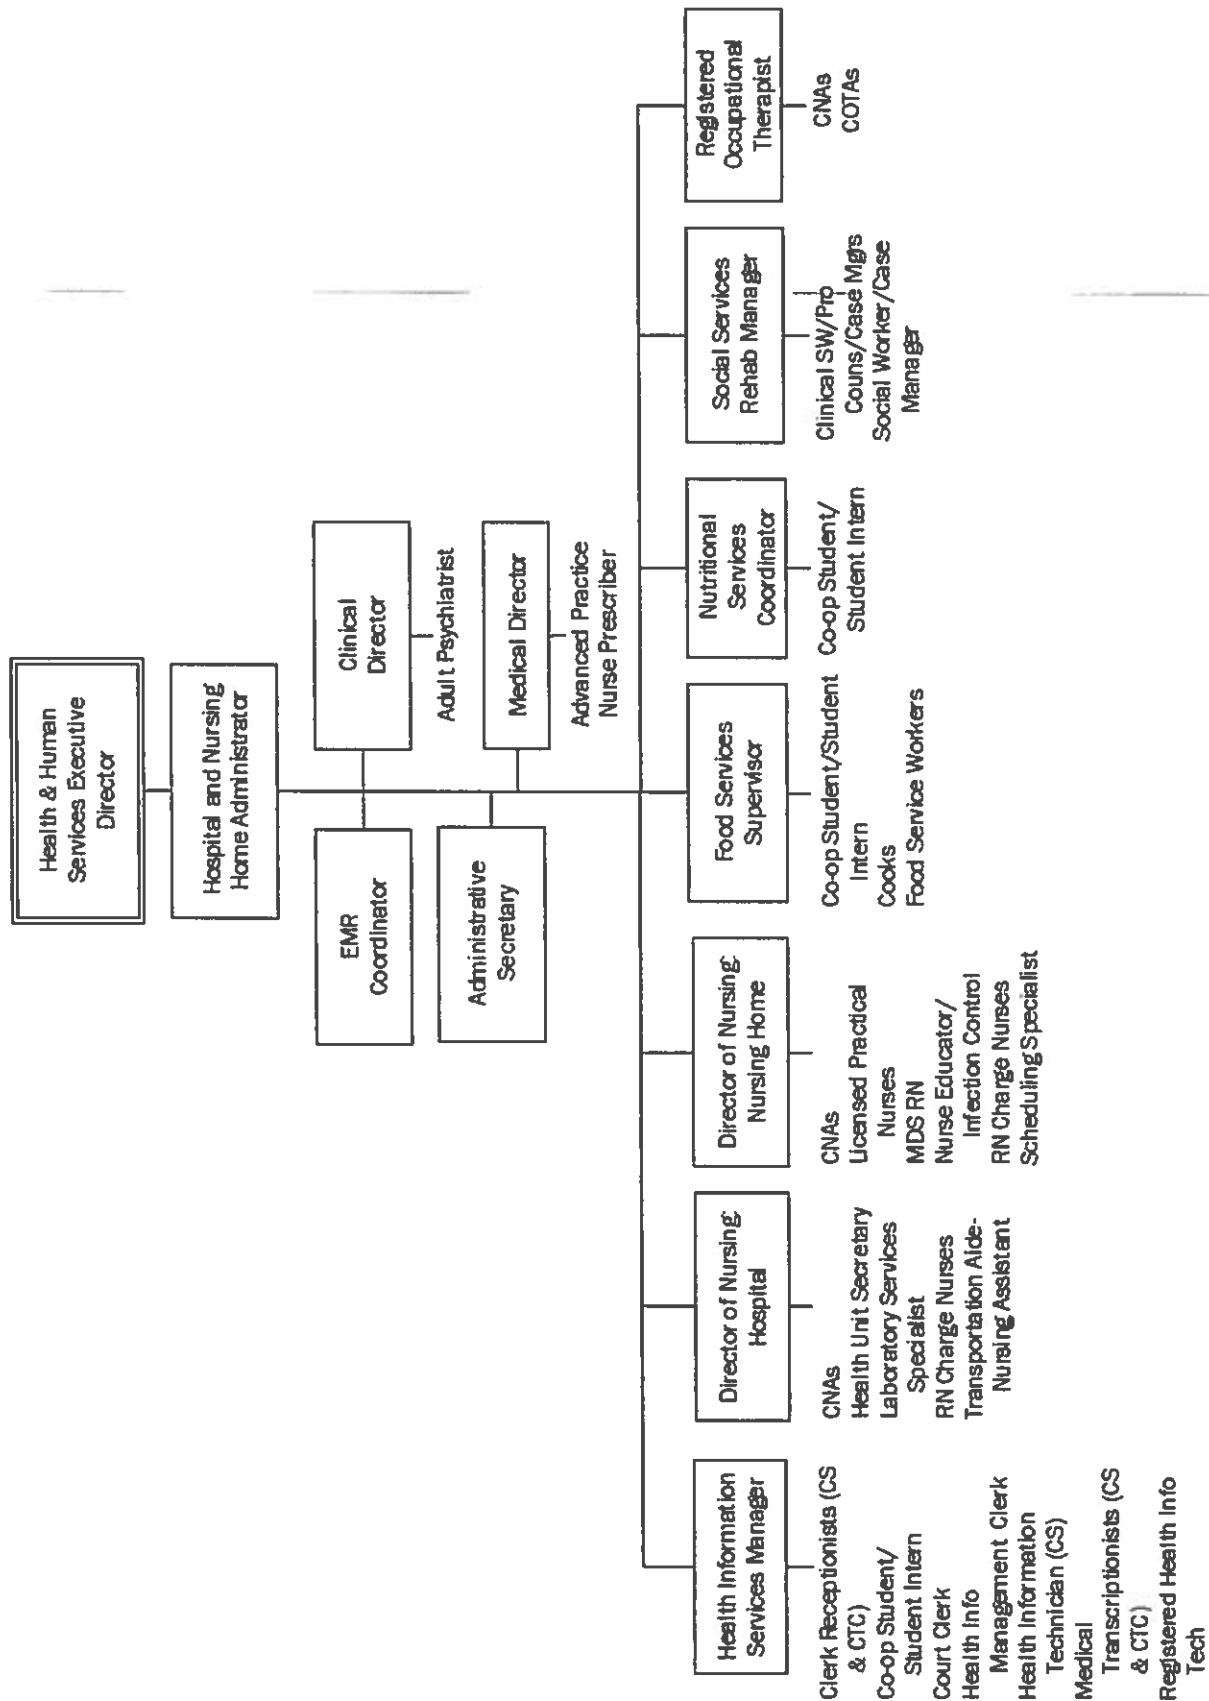 Health & Human
Services Executive
Director
Hospital and Nursing
Home Administrator
EMR
Coordinator
Clinical
Director
Adult Psychiatrist
Administrative
Secretary
Medical Director
Advanced Practice
Nurse Prescriber
Health Information
Services Manager
Clerk Receptionists (CS
& CTC)
Co-op Student/
Student Intern
Court Clerk
Health Info
Management Clerk
Health Information
Technician (CS)
Medical
Transcriptionists (CS
& CTC)
Registered Health Info
Tech
Director of Nursing:
Hospital
CNAs
Health Unit Secretary
Laboratory Services
Specialist
RN Charge Nurses
Transportation Aide-
Nursing Assistant
Director of Nursing:
Nursing Home
CNAs
Licensed Practical
Nurses
MDS RN
Nurse Educator/
Infection Control
RN Charge Nurses
Scheduling Specialist
Food Services
Supervisor
Co-op Student/Student
Intern
Cooks
Food Service Workers
Nutritional
Services
Coordinator
Co-op Student/
Student Intern
Social Services
Rehab Manager
Clinical SW/Pro
Couns/Case Mgrs
Social Worker/Case
Manager
Registered
Occupational
Therapist
CNAs
COTAs